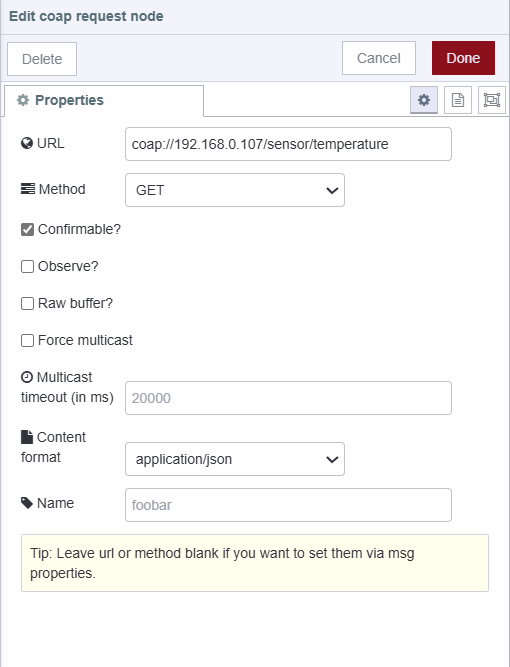 Edit coap request node
Delete
Cancel
Done
Properties
URL
coap://192.168.0.107/sensor/temperature
Method
GET
Confirmable?
Observe?
Raw buffer?
Force multicast
Multicast
timeout (in ms)
20000
Content
format
application/json
Name
foobar
Tip: Leave url or method blank if you want to set them via msg
properties.